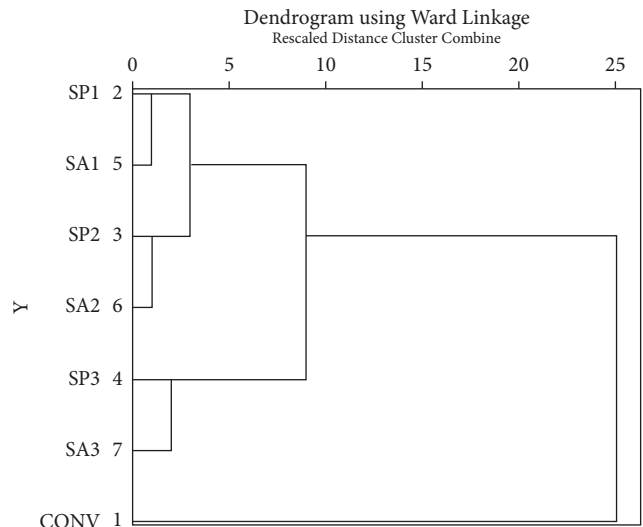 Dendrogram using Ward Linkage
Rescaled Distance Cluster Combine
0 5 10 15 20 25
SP1 2
SA1 5
SP2 3
SA2 6
Y
SP3 4
SA3 7
CONV 1